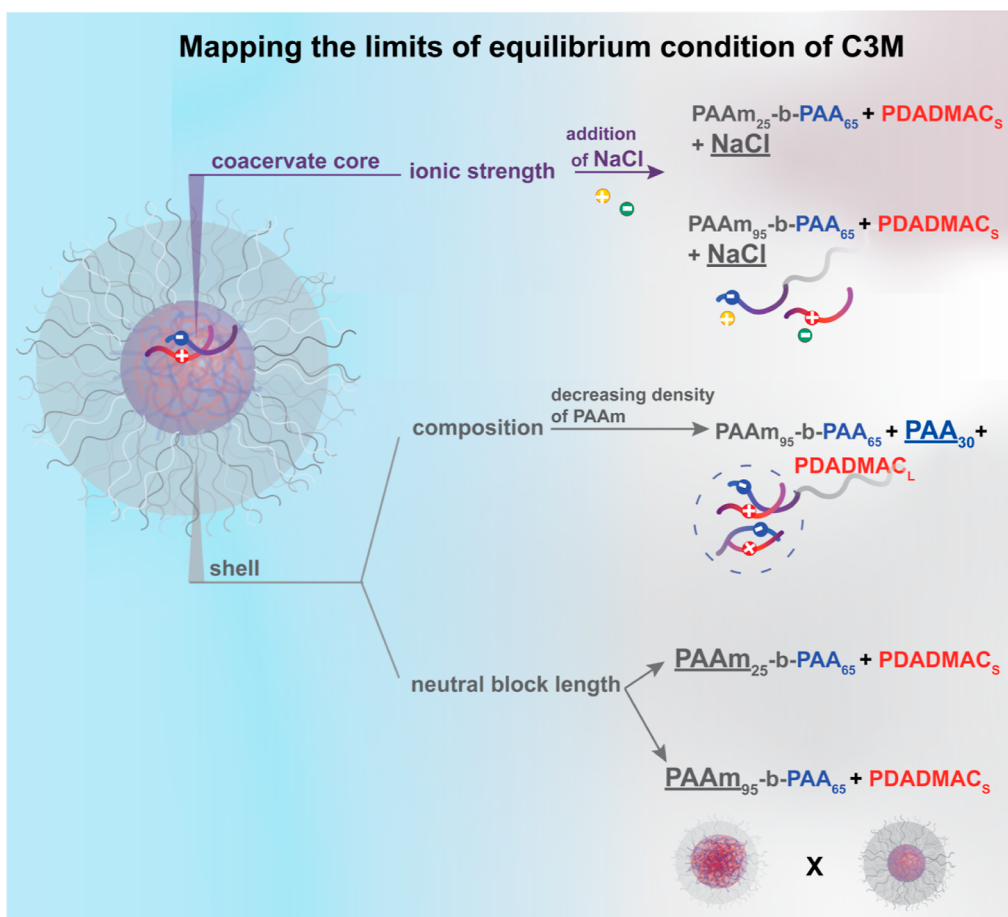 Mapping the limits of equilibrium condition of C3M
coacervate core
ionic strength
addition
of NaCl
PAAm25-b-PAA65 + PDADMACS
+ NaCl
PAAm95-b-PAA65 + PDADMACS
+ NaCl
composition
decreasing density
of PAAm
PAAm95-b-PAA65 + PAA30 +
PDADMACL
shell
neutral block length
PAAm25-b-PAA65 + PDADMACS
PAAm95-b-PAA65 + PDADMACS
X